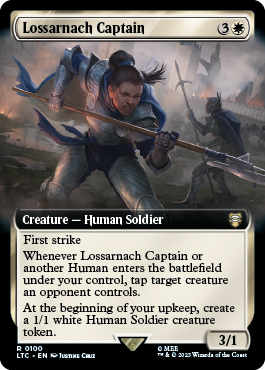 Lossarnach Captain 3
Creature — Human Soldier
First strike
Whenever Lossarnach Captain or
another Human enters the battlefield
under your control, tap target creature
an opponent controls.
At the beginning of your upkeep, create
a 1/1 white Human Soldier creature
token.
3/1
R 0100
LTC • EN Justine Cruz
© MEE
™ & © 2023 Wizards of the Coast